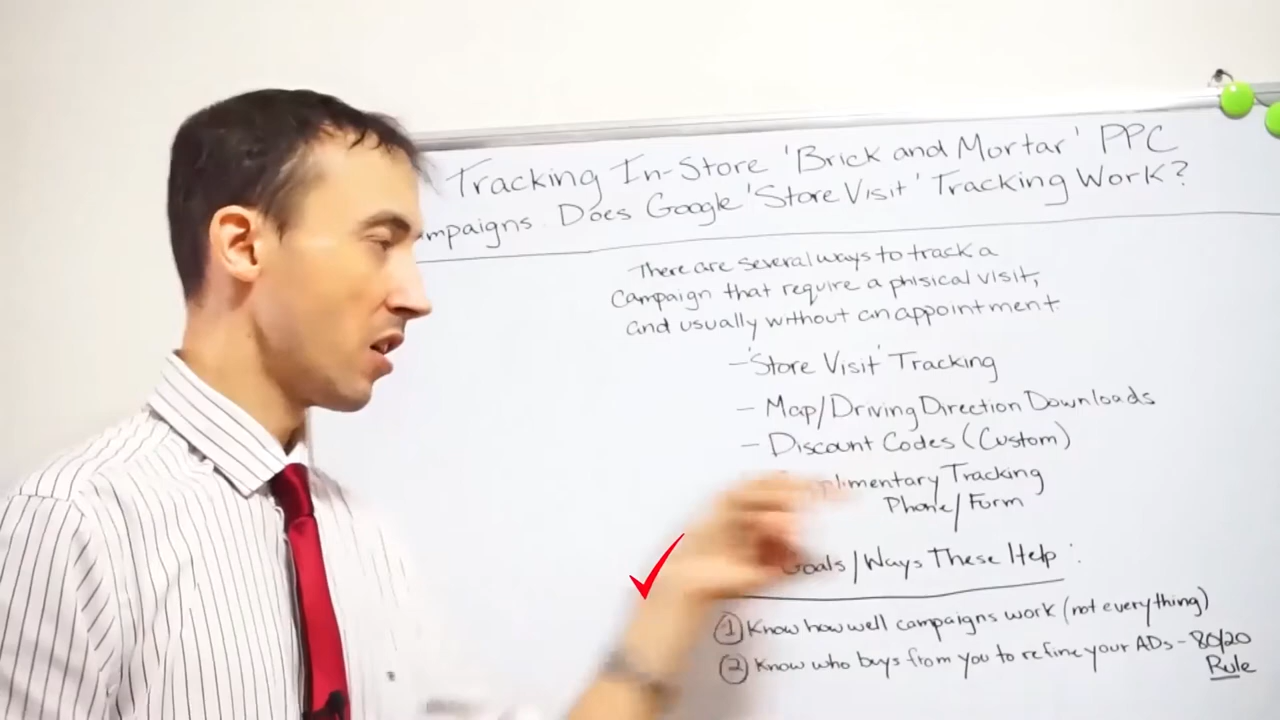 Tracking In-Store 'Brick and Mortar' PPC
mpaigns. Does Google 'Store Visit' Tracking Work?
There are several ways to track a
campaign that require a phisical visit,
and usually without an appointment.
- 'Store Visit' Tracking
- Map/Driving Direction Downloads
- Discount Codes (Custom)
plimentary Tracking
Phone/Form
Goals/Ways These Help:
① Know how well campaigns work (not everything)
② Know who buys from you to refine your ADs - 80/20
Rule